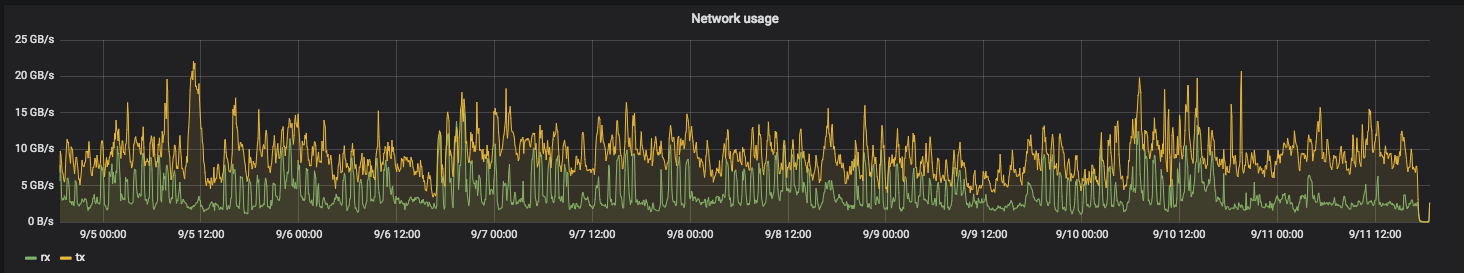 Network usage
25 GB/s
20 GB/s
15 GB/s
10 GB/s
5 GB/s
0 B/s
9/5 00:00 9/5 12:00 9/6 00:00 9/6 12:00 9/7 00:00 9/7 12:00 9/8 00:00 9/8 12:00 9/9 00:00 9/9 12:00 9/10 00:00 9/10 12:00 9/11 00:00 9/11 12:00
rx tx